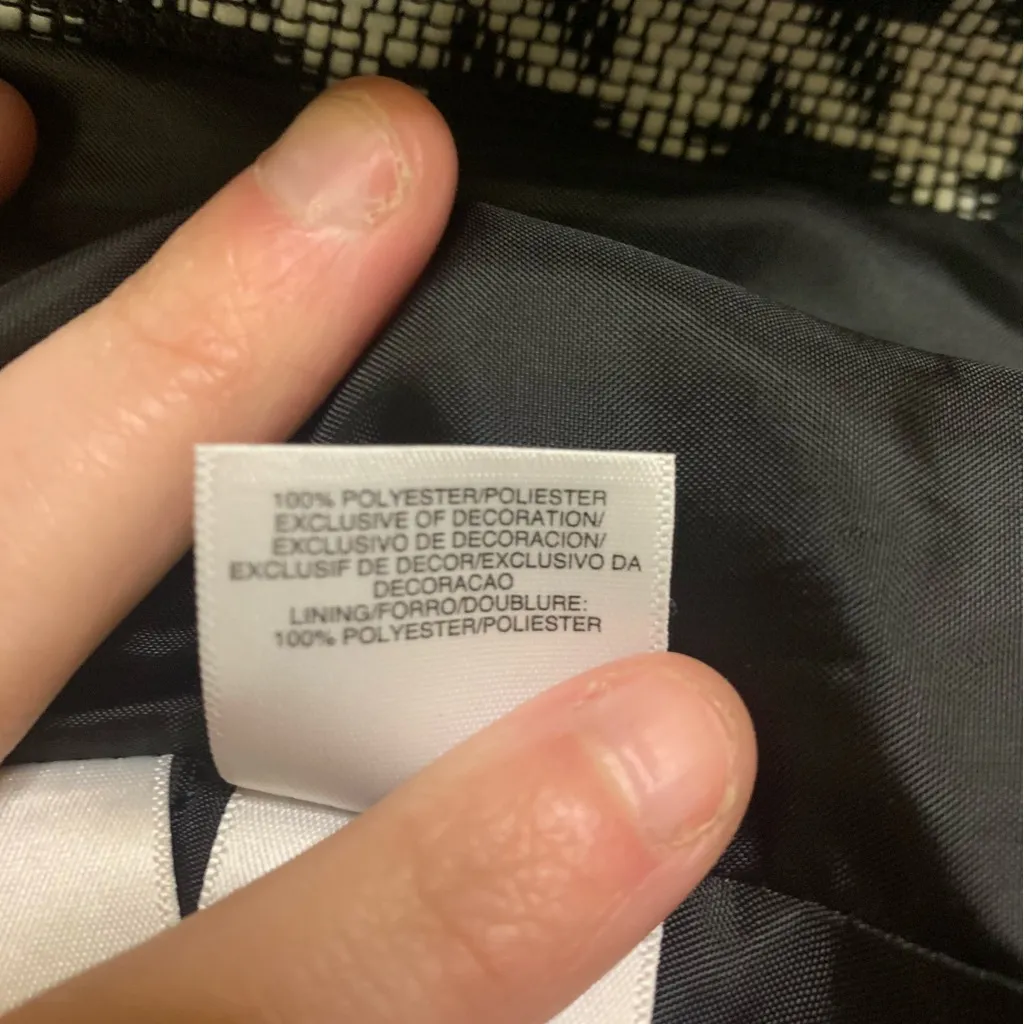 100% POLYESTER/POLIESTER
EXCLUSIVE OF DECORATION/
EXCLUSIVO DE DECORACION/
EXCLUSIF DE DECOR/EXCLUSIVO DA
DECORACAO
LINING/FORRO/DOUBLURE:
100% POLYESTER/POLIESTER